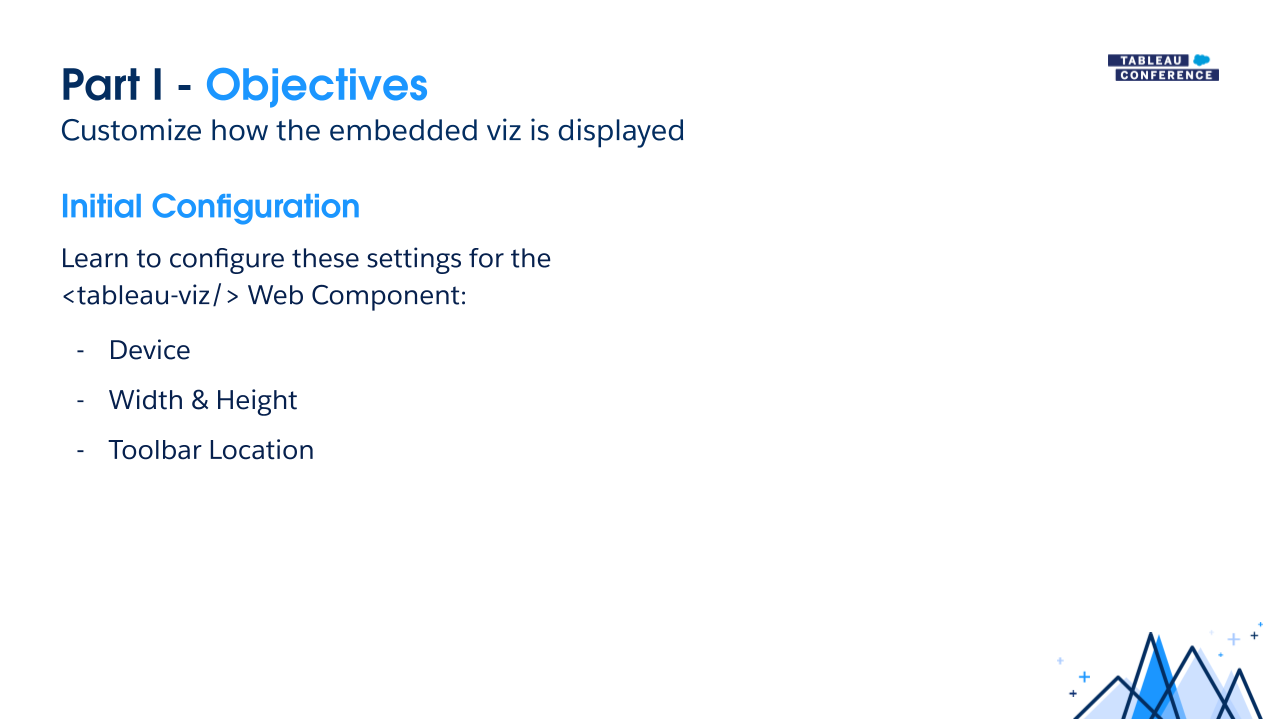 Part I - Objectives
TABLEAU
CONFERENCE
Customize how the embedded viz is displayed
Initial Configuration
Learn to configure these settings for the
<tableau-viz/> Web Component:
- Device
- Width & Height
- Toolbar Location